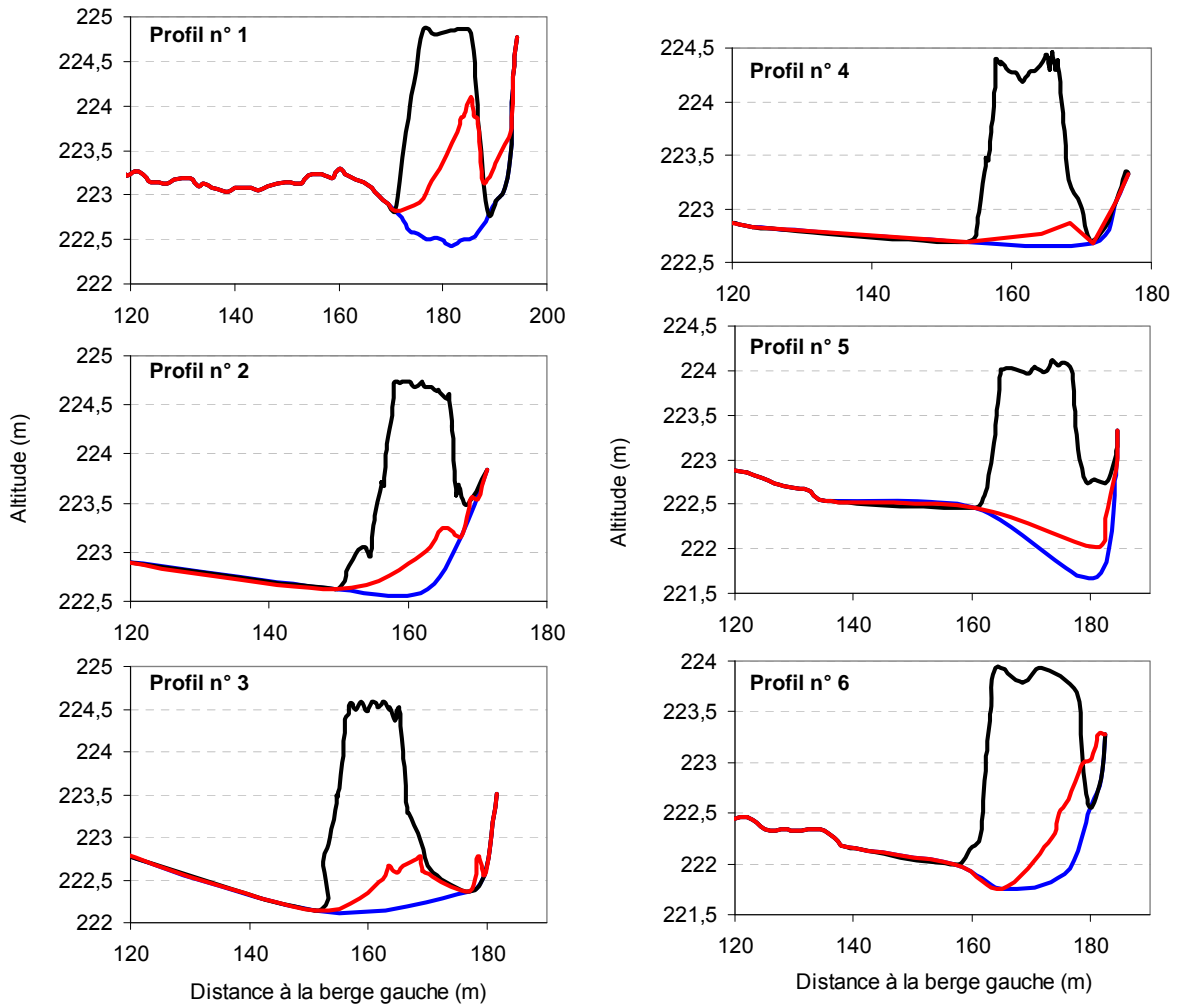 Profil n° 1
225
224,5
224
223,5
223
222,5
222
120 140 160 180 200
Profil n° 2
225
224,5
224
223,5
223
222,5
120 140 160 180
Profil n° 3
225
224,5
224
223,5
223
222,5
222
120 140 160 180
Altitude (m)
Distance à la berge gauche (m)
Profil n° 4
224,5
224
223,5
223
222,5
120 140 160 180
Profil n° 5
224,5
224
223,5
223
222,5
222
221,5
120 140 160 180
Profil n° 6
224
223,5
223
222,5
222
221,5
120 140 160 180
Altitude (m)
Distance à la berge gauche (m)